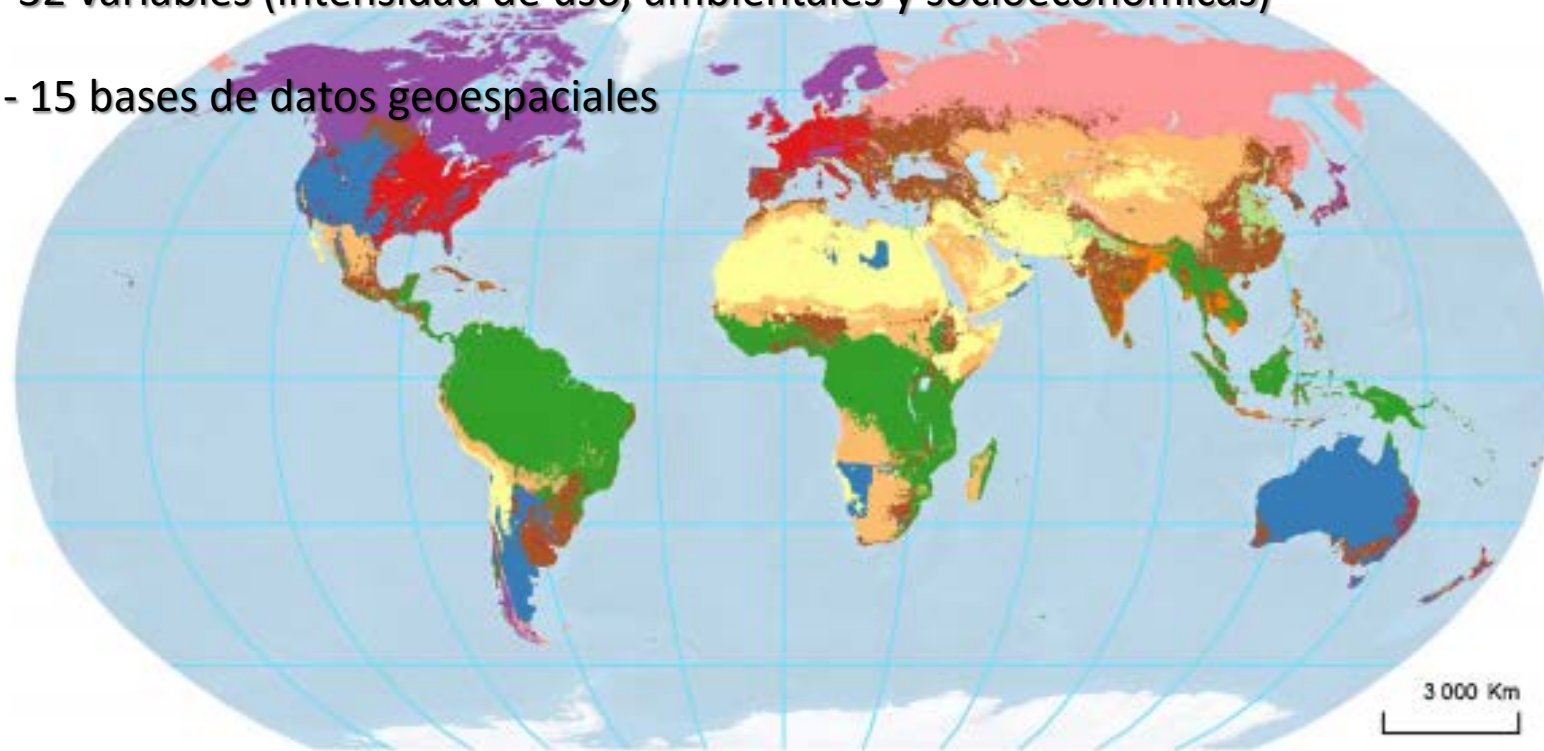 32 variables (intensidad de uso, ambientales y socioeconómicas)
- 15 bases de datos geoespaciales
3 000 Km